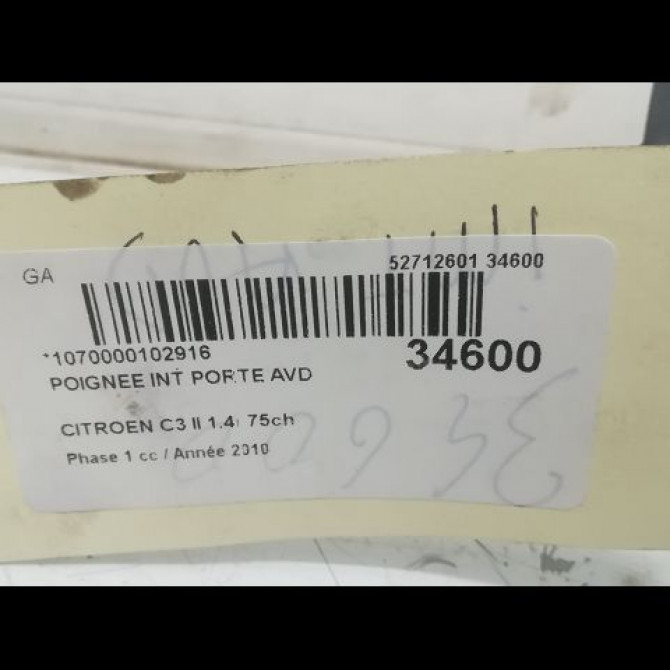 GA
52712601 34600
*1070000102916
34600
POIGNEE INT PORTE AVD
CITROEN C3 II 1.4i 75ch
Phase 1 cc / Année 2010